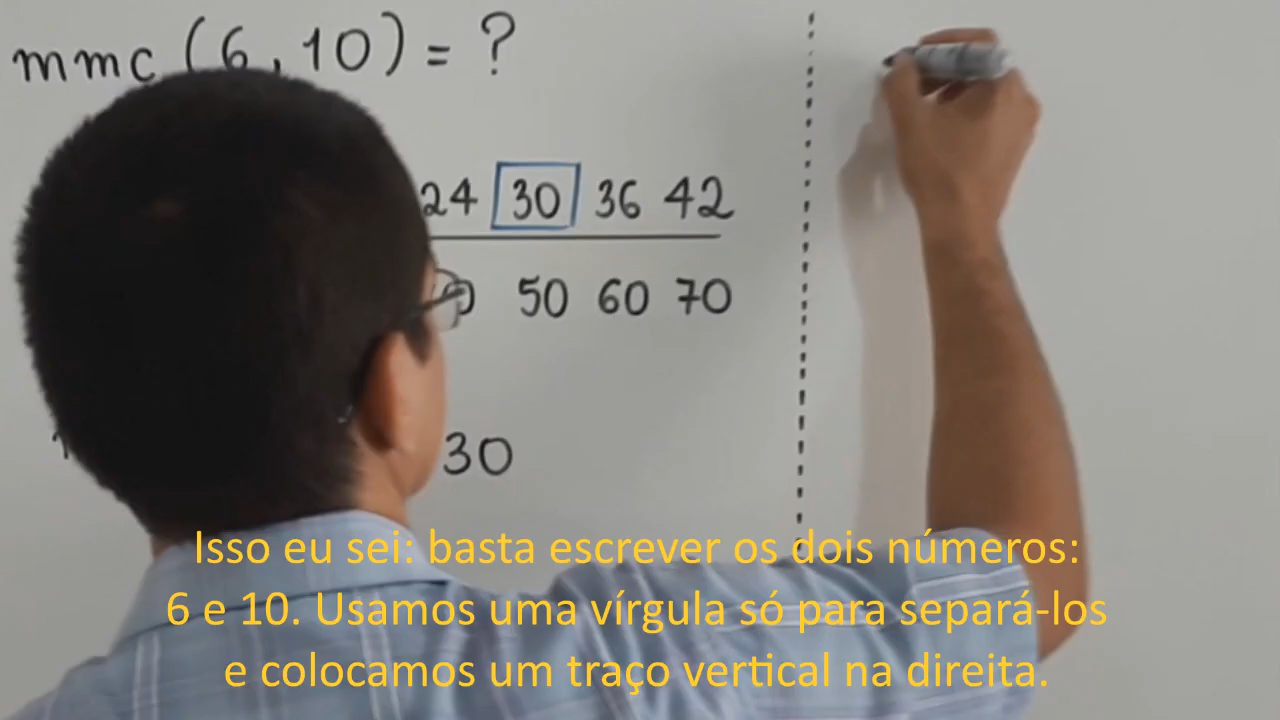 mmc (6, 10) = ?
24 30 36 42
50 60 70
30
Isso eu sei: basta escrever os dois números:
6 e 10. Usamos uma vírgula só para separá-los
e colocamos um traço vertical na direita.